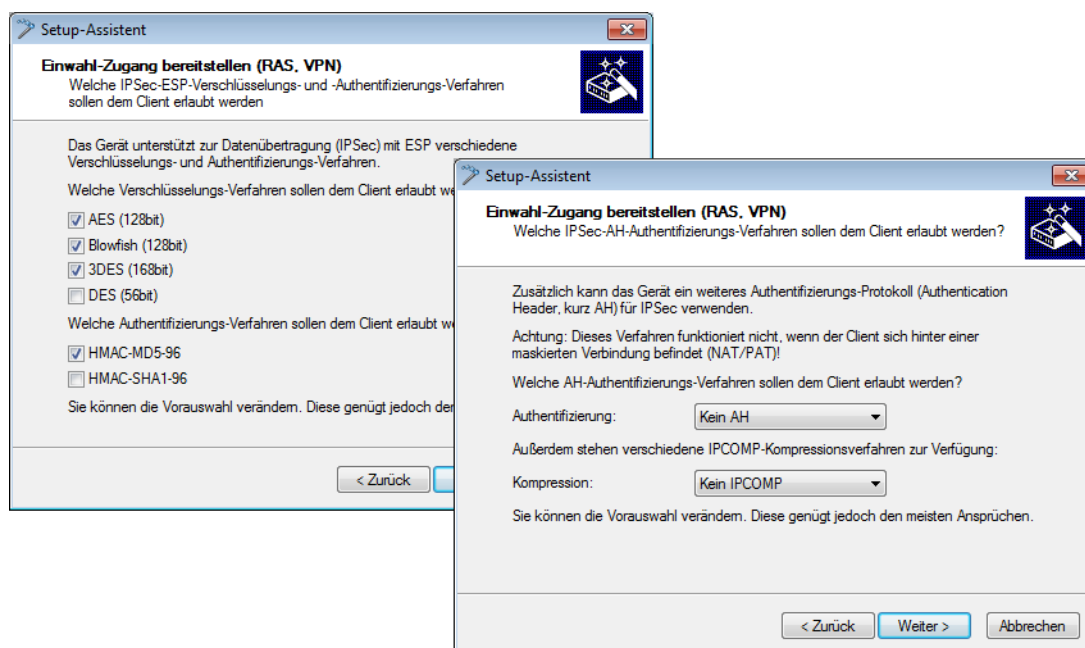 Setup-Assistent
Einwahl-Zugang bereitstellen (RAS, VPN)
Welche IPSec-ESP-Verschlüsselungs- und -Authentifizierungs-Verfahren
sollen dem Client erlaubt werden
Das Gerät unterstützt zur Datenübertragung (IPSec) mit ESP verschiedene
Verschlüsselungs- und Authentifizierungs-Verfahren.
Welche Verschlüsselungs-Verfahren sollen dem Client erlaubt we
AES (128bit)
Blowfish (128bit)
3DES (168bit)
DES (56bit)
Welche Authentifizierungs-Verfahren sollen dem Client erlaubt w
HMAC-MD5-96
HMAC-SHA1-96
Sie können die Vorauswahl verändern. Diese genügt jedoch der
< Zurück
Setup-Assistent
Einwahl-Zugang bereitstellen (RAS, VPN)
Welche IPSec-AH-Authentifizierungs-Verfahren sollen dem Client erlaubt werden?
Zusätzlich kann das Gerät ein weiteres Authentifizierungs-Protokoll (Authentication
Header, kurz AH) für IPSec verwenden.
Achtung: Dieses Verfahren funktioniert nicht, wenn der Client sich hinter einer
maskierten Verbindung befindet (NAT/PAT)!
Welche AH-Authentifizierungs-Verfahren sollen dem Client erlaubt werden?
Authentifizierung: Kein AH
Außerdem stehen verschiedene IPCOMP-Kompressionsverfahren zur Verfügung:
Kompression: Kein IPCOMP
Sie können die Vorauswahl verändern. Diese genügt jedoch den meisten Ansprüchen.
< Zurück Weiter > Abbrechen